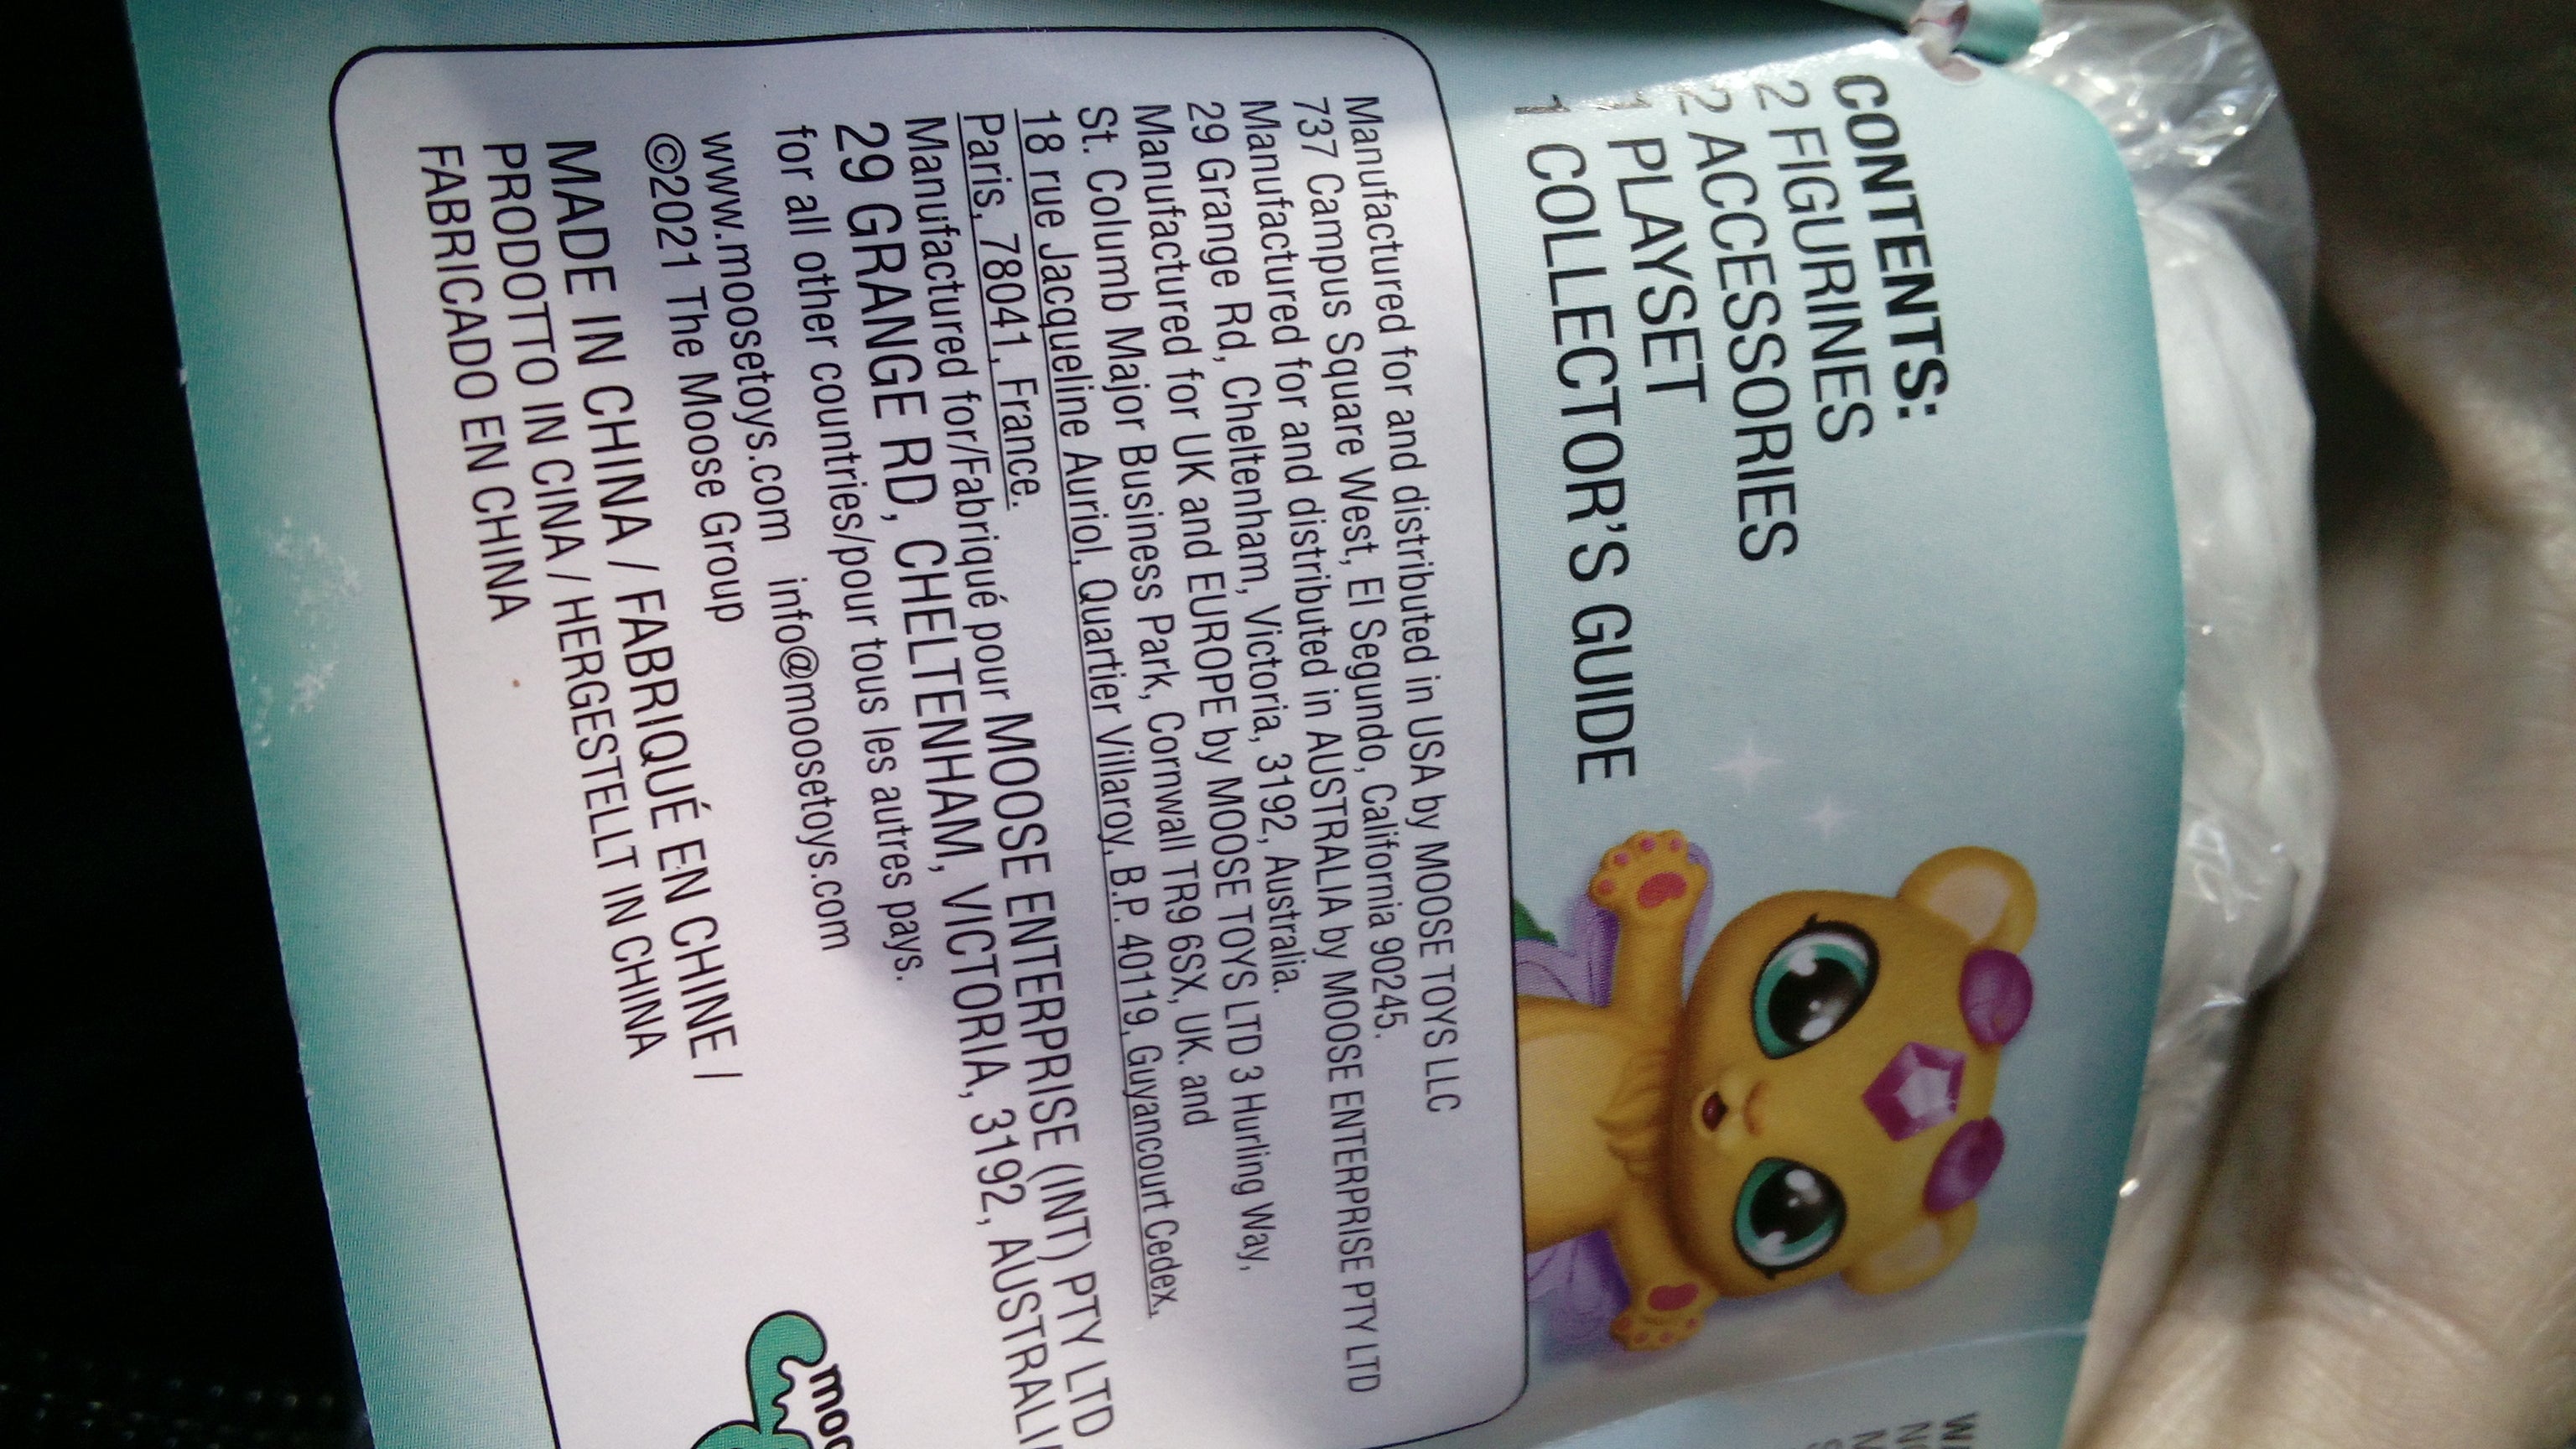 CONTENTS:
2 FIGURINES
2 ACCESSORIES
1 PLAYSET
1 COLLECTOR'S GUIDE
Manufactured for and distributed in USA by MOOSE TOYS LLC
737 Campus Square West, El Segundo, California 90245.
Manufactured for and distributed in AUSTRALIA by MOOSE ENTERPRISE PTY LTD
29 Grange Rd, Cheltenham, Victoria, 3192, Australia.
Manufactured for UK and EUROPE by MOOSE TOYS LTD 3 Hurling Way,
St. Columb Major Business Park, Cornwall TR9 6SX, UK. and
18 rue Jacqueline Auriol, Quartier Villaroy, B.P. 40119, Guyancourt Cedex,
Paris, 78041, France.
Manufactured for/Fabriqué pour MOOSE ENTERPRISE (INT) PTY LTD
29 GRANGE RD, CHELTENHAM, VICTORIA, 3192, AUSTRALIA
for all other countries/pour tous les autres pays.
www.moosetoys.com info@moosetoys.com
©2021 The Moose Group
MADE IN CHINA / FABRIQUÉ EN CHINE /
PRODOTTO IN CINA / HERGESTELLT IN CHINA
FABRICADO EN CHINA